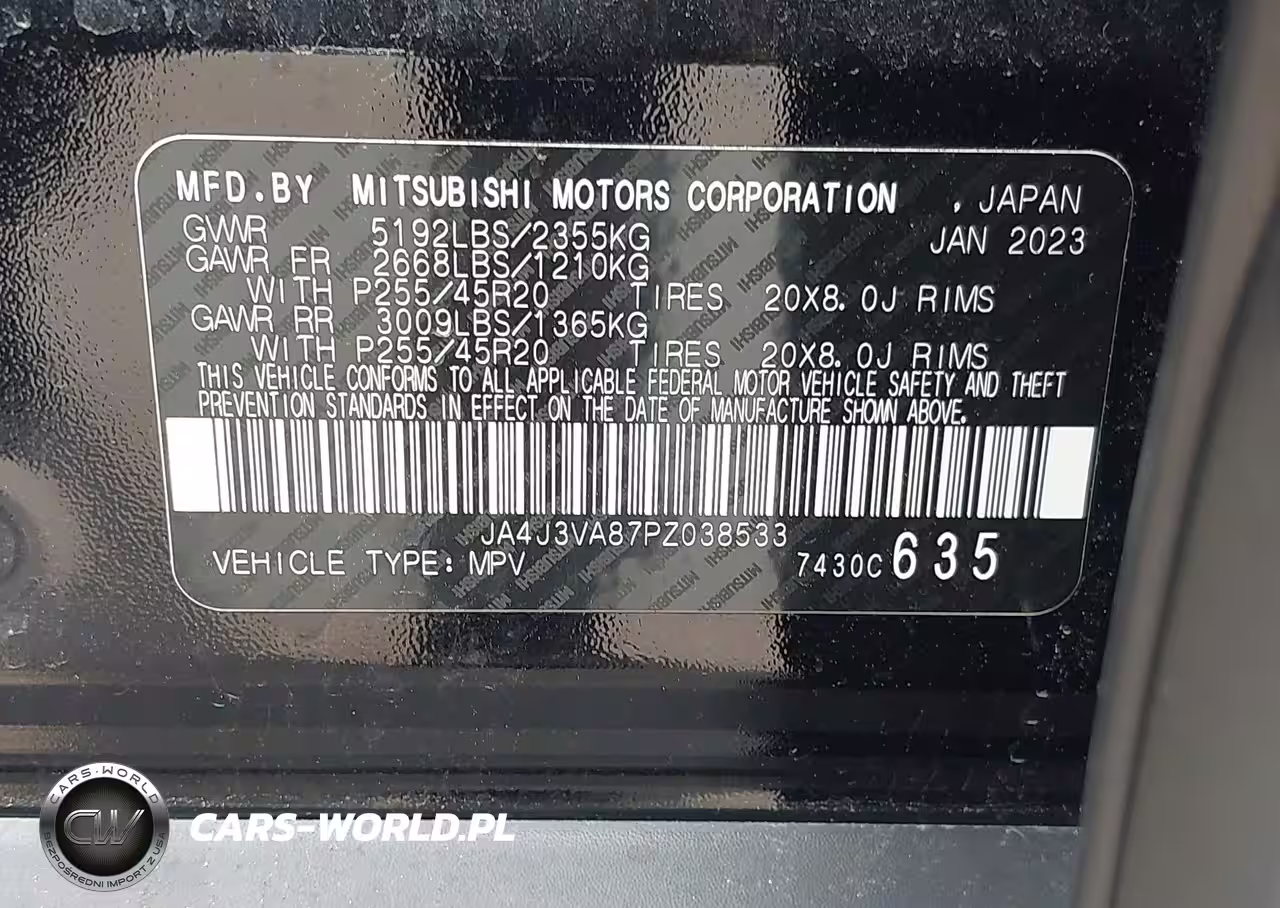 MFD.BY MITSUBISHI MOTORS CORPORATION , JAPAN
GVWR 5192LBS/2355KG JAN 2023
GAWR FR 2668LBS/1210KG
WITH P255/45R20 TIRES 20X8.0J RIMS
GAWR RR 3009LBS/1365KG
WITH P255/45R20 TIRES 20X8.0J RIMS
THIS VEHICLE CONFORMS TO ALL APPLICABLE FEDERAL MOTOR VEHICLE SAFETY AND THEFT
PREVENTION STANDARDS IN EFFECT ON THE DATE OF MANUFACTURE SHOWN ABOVE.
JA4J3VA87PZ038533
VEHICLE TYPE: MPV 7430C 635
CARS-WORLD
CW
BEZPOŚREDNI IMPORT Z USA
CARS-WORLD.PL